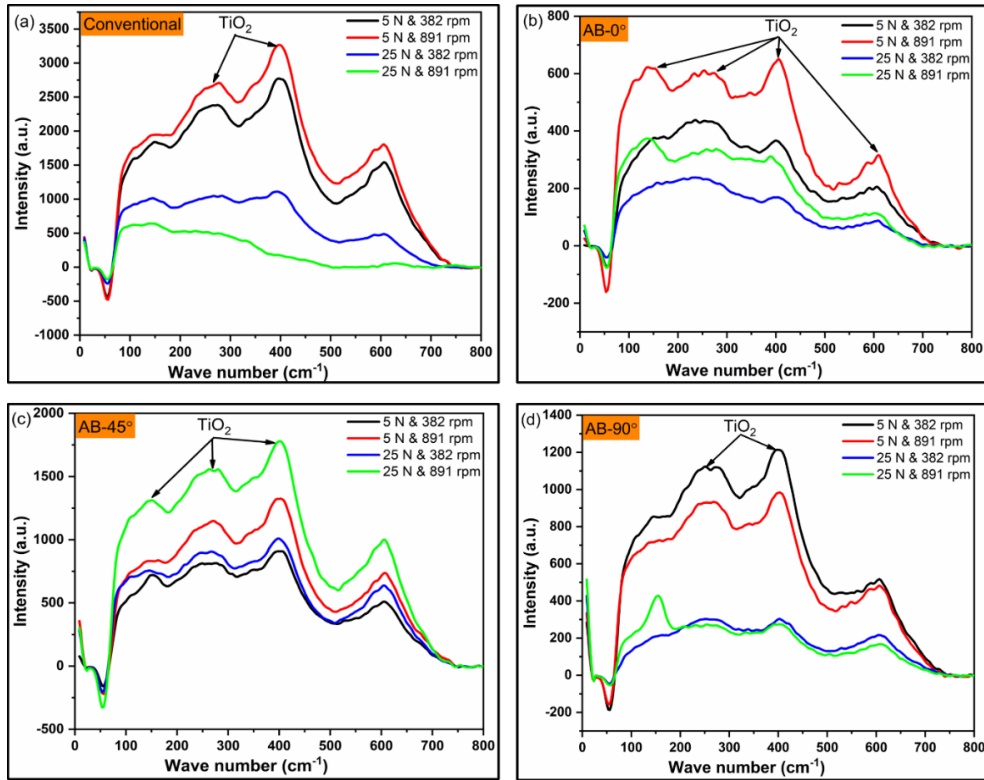 (a) Conventional
TiO₂
5 N & 382 rpm
5 N & 891 rpm
25 N & 382 rpm
25 N & 891 rpm
Intensity (a.u.)
3500
3000
2500
2000
1500
1000
500
0
-500
-1000
0 100 200 300 400 500 600 700 800
Wave number (cm⁻¹)
(b) AB-0°
TiO₂
5 N & 382 rpm
5 N & 891 rpm
25 N & 382 rpm
25 N & 891 rpm
Intensity (a.u.)
800
600
400
200
0
-200
0 100 200 300 400 500 600 700 800
Wave number (cm⁻¹)
(c) AB-45°
TiO₂
5 N & 382 rpm
5 N & 891 rpm
25 N & 382 rpm
25 N & 891 rpm
Intensity (a.u.)
2000
1500
1000
500
0
-500
0 100 200 300 400 500 600 700 800
Wave number (cm⁻¹)
(d) AB-90°
TiO₂
5 N & 382 rpm
5 N & 891 rpm
25 N & 382 rpm
25 N & 891 rpm
Intensity (a.u.)
1400
1200
1000
800
600
400
200
0
-200
0 100 200 300 400 500 600 700 800
Wave number (cm⁻¹)